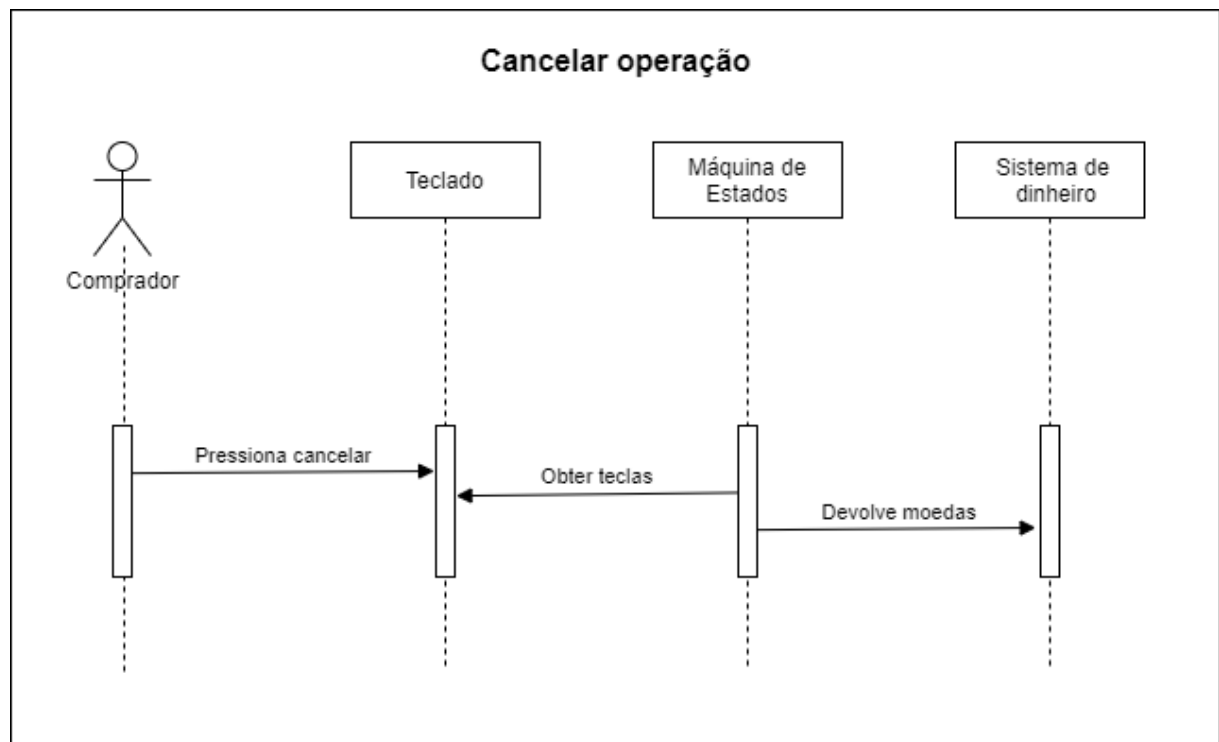 Cancelar operação
Teclado
Máquina de
Estados
Sistema de
dinheiro
Comprador
Pressiona cancelar
Obter teclas
Devolve moedas